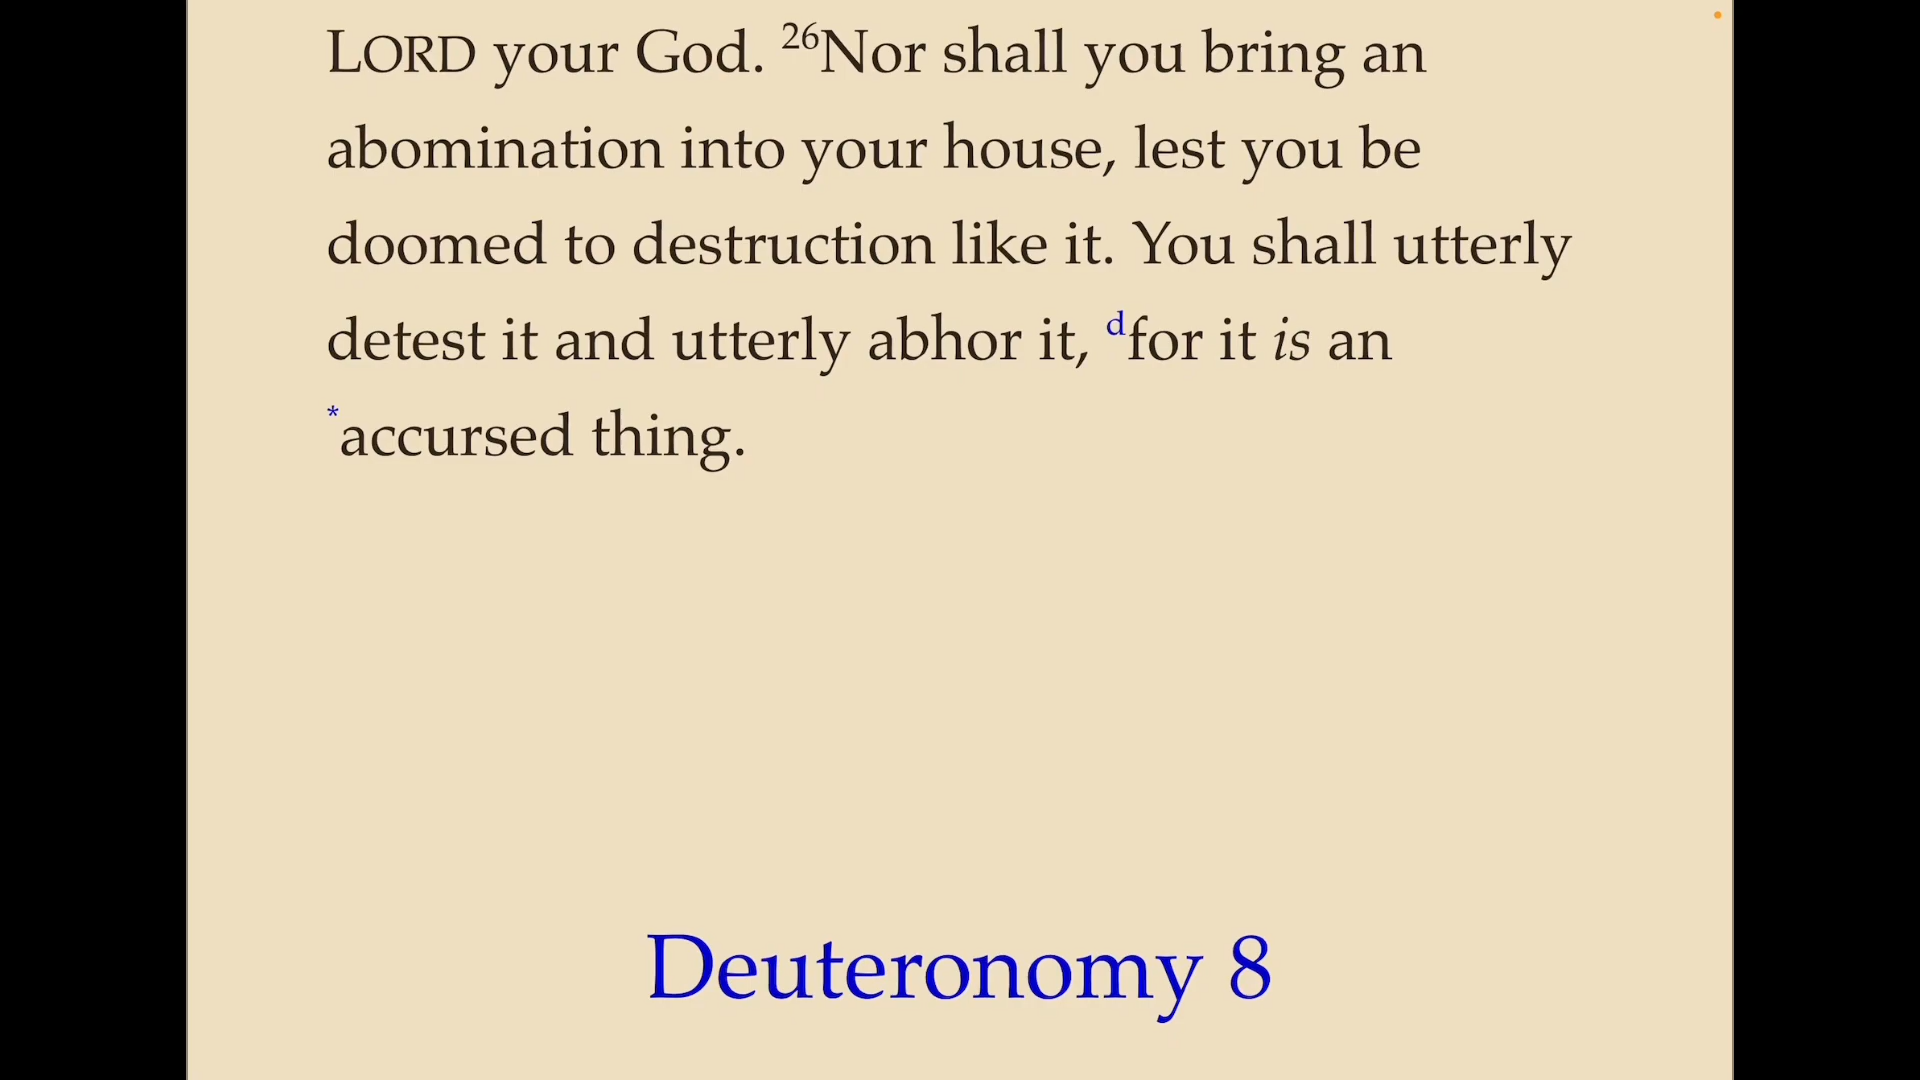 LORD your God. 26Nor shall you bring an
abomination into your house, lest you be
doomed to destruction like it. You shall utterly
detest it and utterly abhor it, dfor it is an
*accursed thing.
Deuteronomy 8